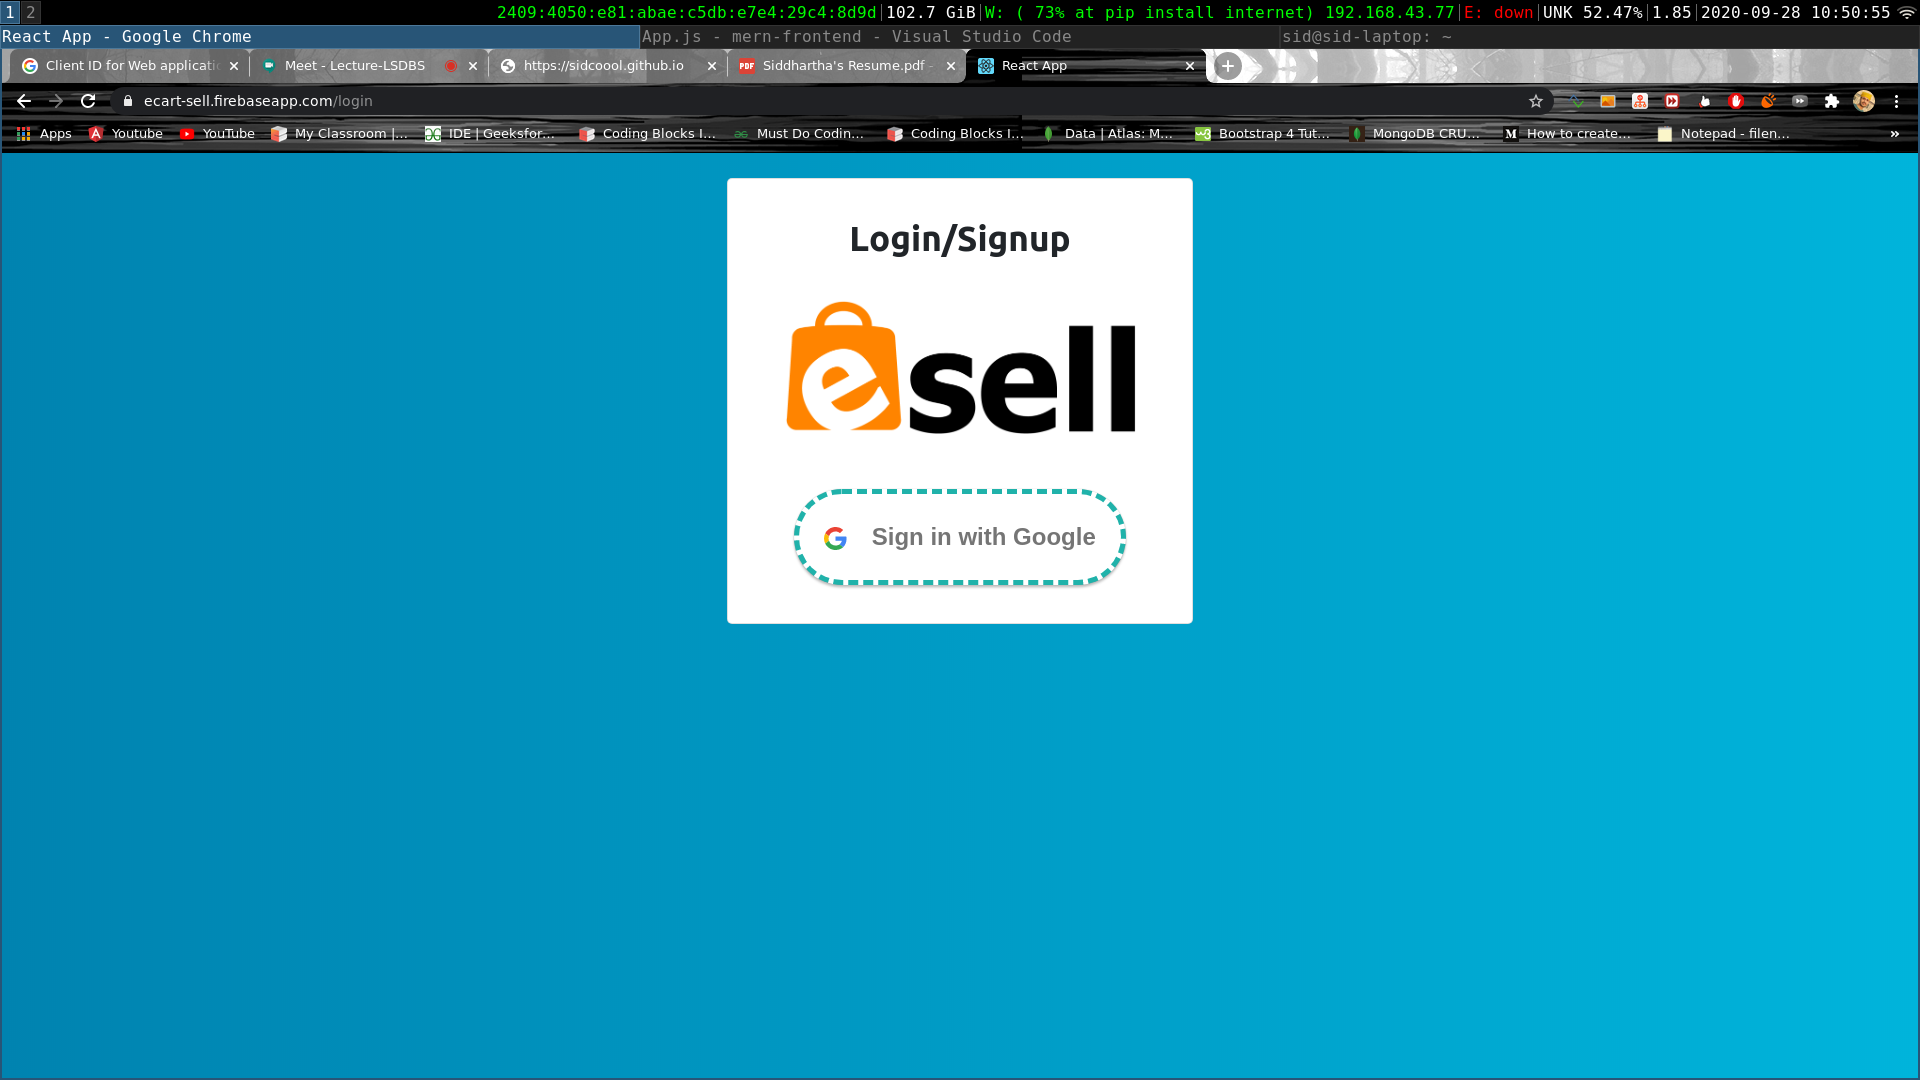 1 2 2409:4050:e81:abae:c5db:e7e4:29c4:8d9d|102.7 GiB|W: ( 73% at pip install internet) 192.168.43.77|E: down|UNK 52.47%|1.85|2020-09-28 10:50:55
React App - Google Chrome App.js - mern-frontend - Visual Studio Code sid@sid-laptop: ~
Client ID for Web applicatic Meet - Lecture-LSDBS https://sidcoool.github.io Siddhartha's Resume.pdf - React App
ecart-sell.firebaseapp.com/login
Apps Youtube YouTube My Classroom |... IDE | Geeksfor... Coding Blocks I... Must Do Codin... Coding Blocks I... Data | Atlas: M... Bootstrap 4 Tut... MongoDB CRU... How to create... Notepad - filen... »
Login/Signup
esell
Sign in with Google